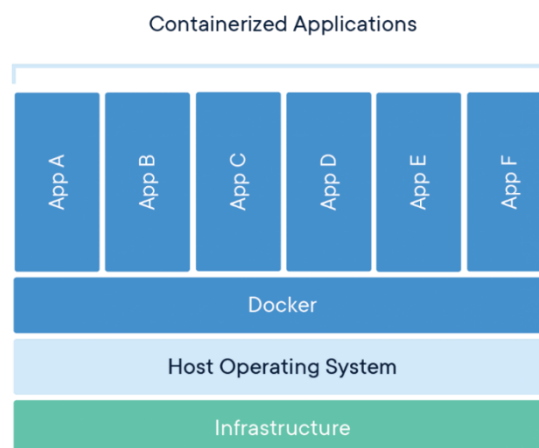 Containerized Applications
App A
App B
App C
App D
App E
App F
Docker
Host Operating System
Infrastructure